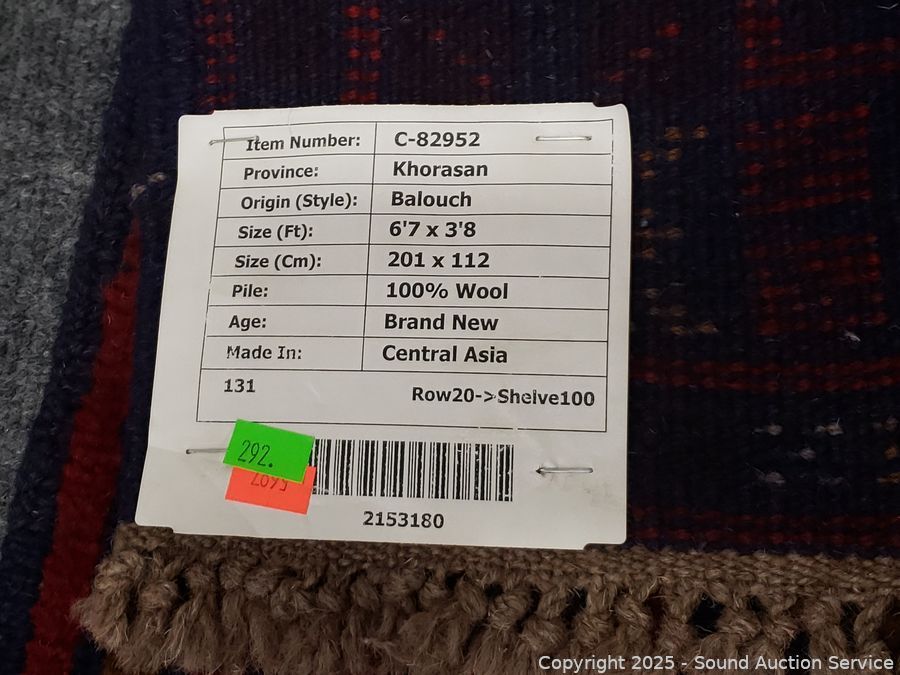 Item Number: C-82952
Province: Khorasan
Origin (Style): Balouch
Size (Ft): 6'7 x 3'8
Size (Cm): 201 x 112
Pile: 100% Wool
Age: Brand New
Made In: Central Asia
131 Row20->Shelve100
292.
2153180
Copyright 2025 - Sound Auction Service